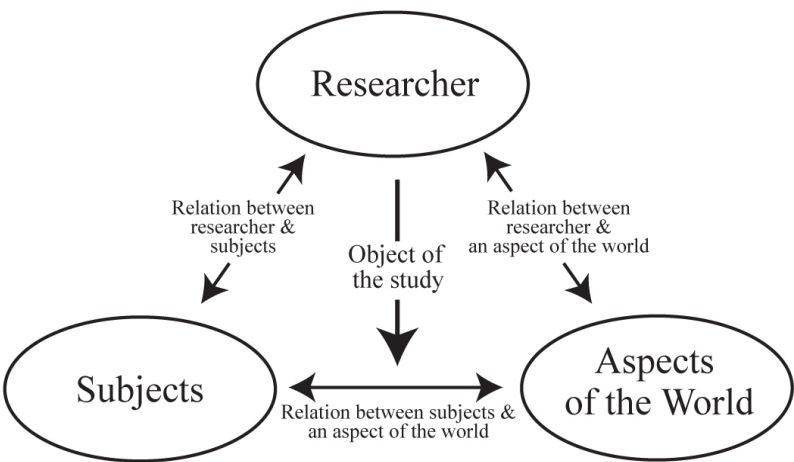 Researcher
Relation between
researcher &
subjects
Relation between
researcher &
an aspect of the world
Object of
the study
Subjects
Aspects
of the World
Relation between subjects &
an aspect of the world